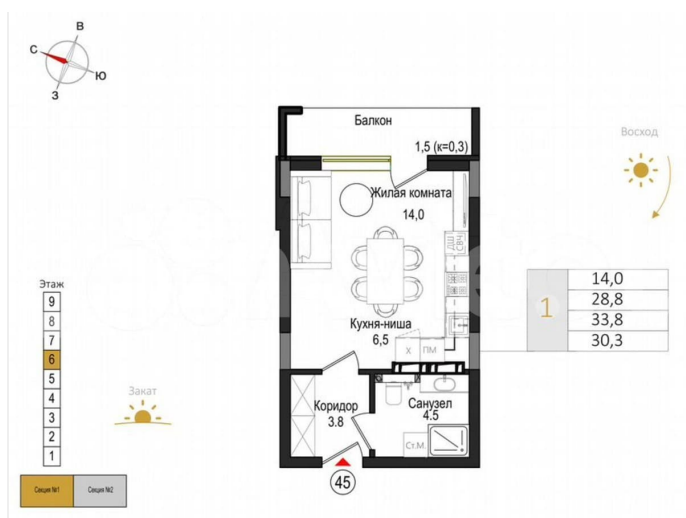 В
С
Ю
З
Балкон
1,5 (к=0,3)
Восход
Жилая комната
14,0
ДШ
СВЧ
Этаж
9
8
7
6
5
4
3
2
1
Кухня-ниша
6,5
Х
ПМ
1
14,0
28,8
33,8
30,3
Закат
Коридор
3.8
Санузел
4.5
Ст.М.
45
Секция №1
Секция №2